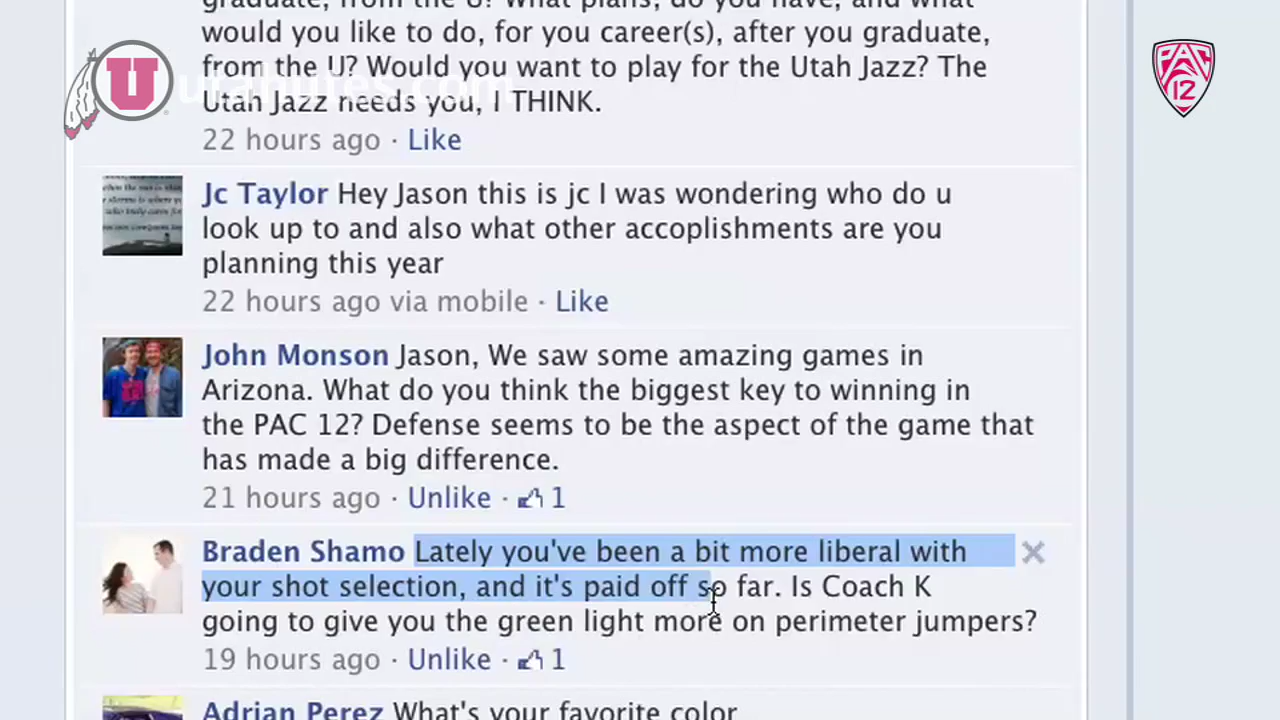 graduate, from the U? What plans, do you have, and what
would you like to do, for you career(s), after you graduate,
from the U? Would you want to play for the Utah Jazz? The
Utah Jazz needs you, I THINK.
U utahutes.com
PAC 12
22 hours ago · Like
Jc Taylor Hey Jason this is jc I was wondering who do u
look up to and also what other accoplishments are you
planning this year
22 hours ago via mobile · Like
John Monson Jason, We saw some amazing games in
Arizona. What do you think the biggest key to winning in
the PAC 12? Defense seems to be the aspect of the game that
has made a big difference.
21 hours ago · Unlike · 1
Braden Shamo Lately you've been a bit more liberal with
your shot selection, and it's paid off so far. Is Coach K
going to give you the green light more on perimeter jumpers?
19 hours ago · Unlike · 1
Adrian Perez What's your favorite color